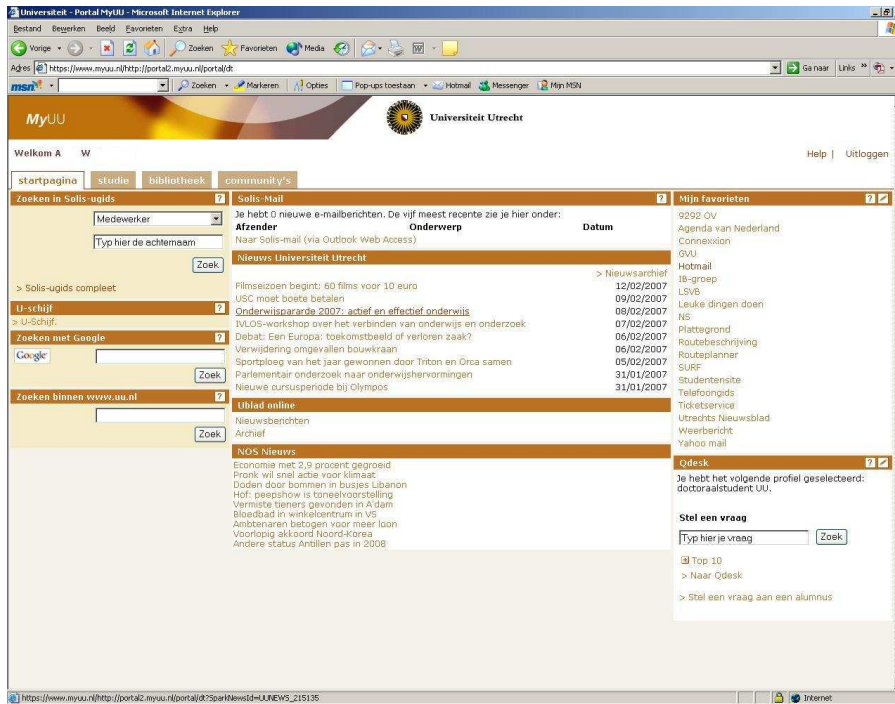 Universiteit - Portal MyUU - Microsoft Internet Explorer
Bestand Bewerken Beeld Favorieten Extra Help
Vorige Zoeken Favorieten Media
Adres https://www.myuu.nl/http://portal2.myuu.nl/portal/dt Ga naar Links »
msn Zoeken Markeren Opties Pop-ups toestaan Hotmail Messenger Mijn MSN
MyUU Universiteit Utrecht
Welkom A W Help | Uitloggen
startpagina studie bibliotheek community's
Zoeken in Solis-ugids ?
Medewerker
Typ hier de achternaam
Zoek
> Solis-ugids compleet
U-schijf ?
> U-Schijf.
Zoeken met Google ?
Google
Zoek
Zoeken binnen www.uu.nl ?
Zoek
Solis-Mail ?
Je hebt 0 nieuwe e-mailberichten. De vijf meest recente zie je hier onder:
Afzender Onderwerp Datum
Naar Solis-mail (via Outlook Web Access)
Nieuws Universiteit Utrecht
> Nieuwsarchief
Filmseizoen begint: 60 films voor 10 euro 12/02/2007
USC moet boete betalen 09/02/2007
Onderwijsparade 2007: actief en effectief onderwijs 08/02/2007
IVLOS-workshop over het verbinden van onderwijs en onderzoek 07/02/2007
Debat: Een Europa: toekomstbeeld of verloren zaak? 06/02/2007
Verwijdering omgevallen bouwkraan 06/02/2007
Sportploeg van het jaar gewonnen door Triton en Orca samen 05/02/2007
Parlementair onderzoek naar onderwijshervormingen 31/01/2007
Nieuwe cursusperiode bij Olympos 31/01/2007
Ublad online
Nieuwsberichten
Archief
NOS Nieuws
Economie met 2,9 procent gegroeid
Pronk wil snel actie voor klimaat
Doden door bommen in busjes Libanon
Hof: peepshow is toneelvoorstelling
Vermiste tieners gevonden in A'dam
Bloedbad in winkelcentrum in VS
Ambtenaren betogen voor meer loon
Voorlopig akkoord Noord-Korea
Andere status Antillen pas in 2008
Mijn favorieten ?
9292 OV
Agenda van Nederland
Connexxion
GVU
Hotmail
IB-groep
LSVB
Leuke dingen doen
NS
Plattegrond
Routebeschrijving
Routeplanner
SURF
Studentensite
Telefoongids
Ticketservice
Utrechts Nieuwsblad
Weerbericht
Yahoo mail
Qdesk ?
Je hebt het volgende profiel geselecteerd:
doctoraalstudent UU.
Stel een vraag
Typ hier je vraag Zoek
Top 10
> Naar Qdesk
> Stel een vraag aan een alumnus
https://www.myuu.nl/http://portal2.myuu.nl/portal/dt?SparkNewsId=UUNEWS_215135 Internet